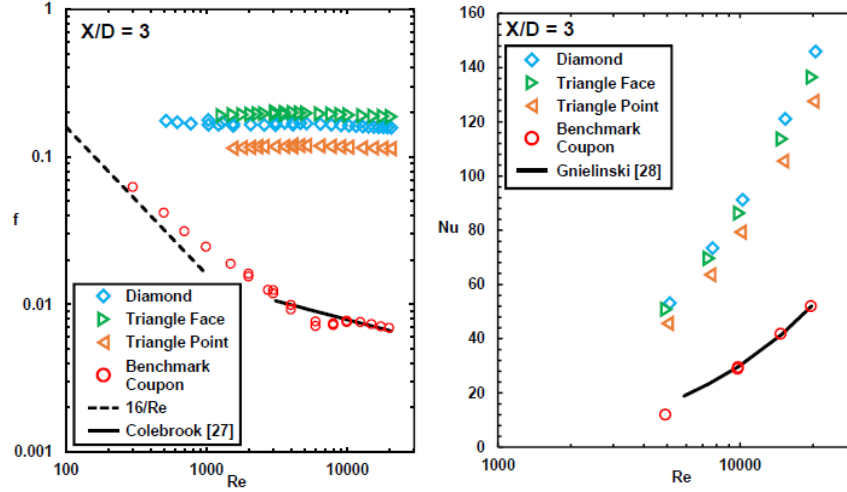 X/D = 3
1
0.1
f
0.01
0.001
Diamond
Triangle Face
Triangle Point
Benchmark
Coupon
16/Re
Colebrook [27]
100
1000
10000
Re
X/D = 3
160
140
120
100
80
Nu
60
40
20
0
Diamond
Triangle Face
Triangle Point
Benchmark
Coupon
Gnielinski [28]
1000
10000
Re